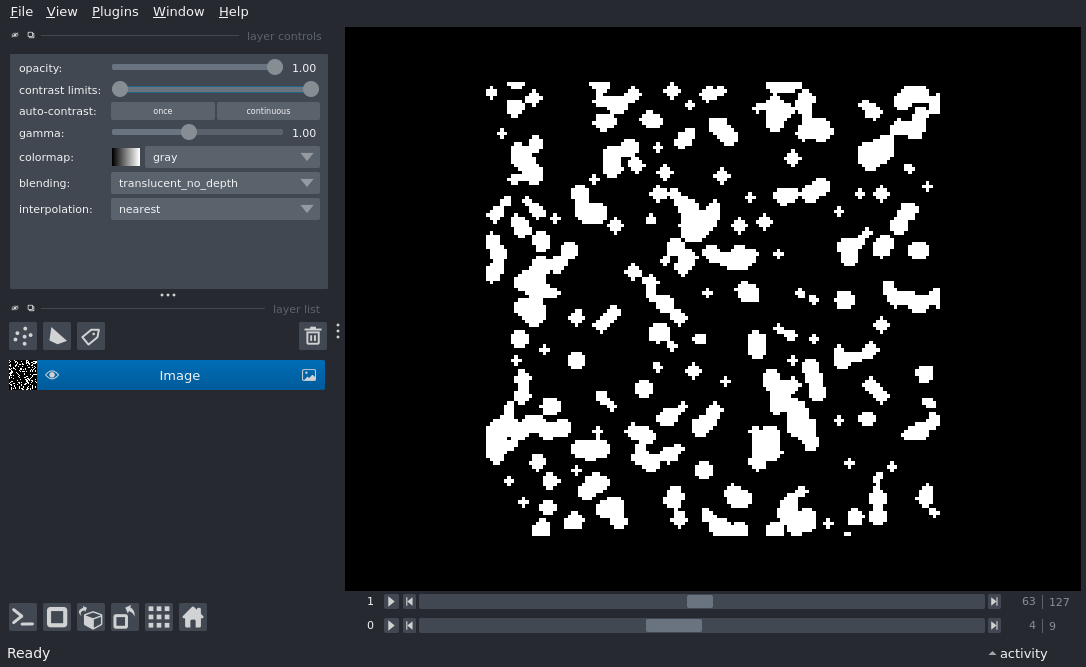 File View Plugins Window Help
layer controls
opacity: 1.00
contrast limits:
auto-contrast: once continuous
gamma: 1.00
colormap: gray
blending: translucent_no_depth
interpolation: nearest
layer list
Image
1 63 127
0 4 9
Ready activity